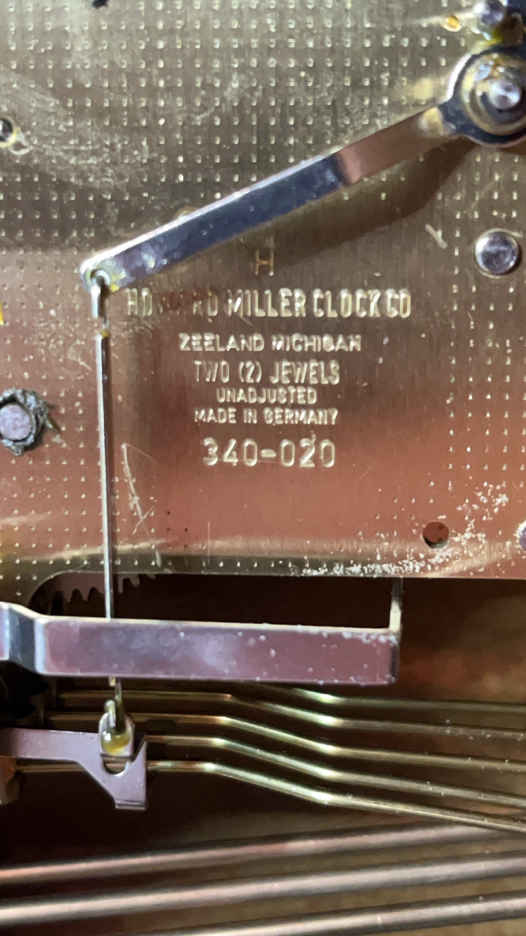 H
HOWARD MILLER CLOCK CO
ZEELAND MICHIGAN
TWO (2) JEWELS
UNADJUSTED
MADE IN GERMANY
340-020